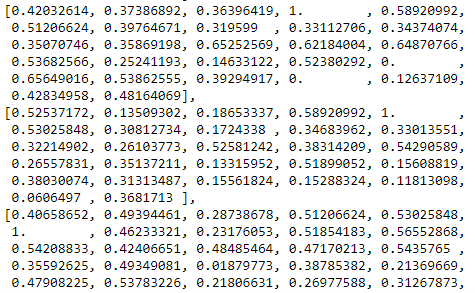 [0.42032614, 0.37386892, 0.36396419, 1.        , 0.58920992,
0.51206624, 0.39764671, 0.319599  , 0.33112706, 0.34374074,
0.35070746, 0.35869198, 0.65252569, 0.62184004, 0.64870766,
0.53682566, 0.25241193, 0.14633122, 0.52380292, 0.        ,
0.65649016, 0.53862555, 0.39294917, 0.        , 0.12637109,
0.42834958, 0.48164069],
[0.52537172, 0.13509302, 0.18653337, 0.58920992, 1.        ,
0.53025848, 0.30812734, 0.1724338 , 0.34683962, 0.33013551,
0.32214902, 0.26103773, 0.52581242, 0.38314209, 0.54290589,
0.26557831, 0.35137211, 0.13315952, 0.51899052, 0.15608819,
0.38030074, 0.31313487, 0.15561824, 0.15288324, 0.11813098,
0.0606497 , 0.3681713 ],
[0.40658652, 0.49394461, 0.28738678, 0.51206624, 0.53025848,
1.        , 0.46233321, 0.23176053, 0.51854183, 0.56552868,
0.54208833, 0.42406651, 0.48485464, 0.47170213, 0.5435765 ,
0.35592625, 0.49349081, 0.01879773, 0.38785382, 0.21369669,
0.47908225, 0.53783226, 0.21806631, 0.26977588, 0.31267873,